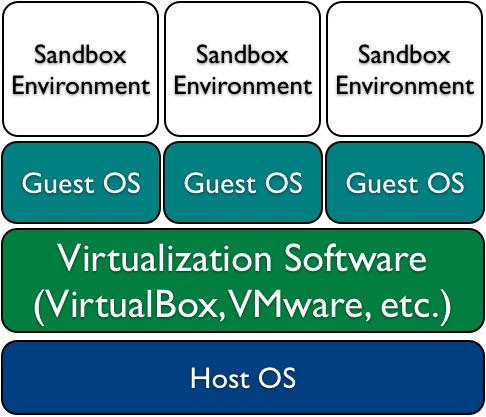 Sandbox Environment
Sandbox Environment
Sandbox Environment
Guest OS
Guest OS
Guest OS
Virtualization Software
(VirtualBox, VMware, etc.)
Host OS